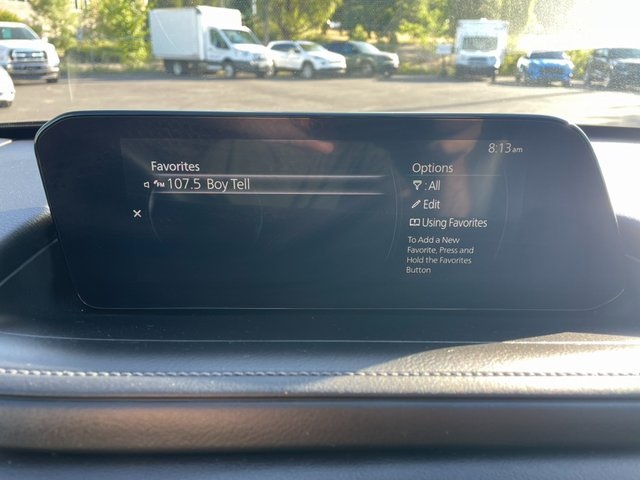 8:13 am
Favorites
FM 107.5 Boy Tell
Options
: All
Edit
Using Favorites
To Add a New
Favorite, Press and
Hold the Favorites
Button